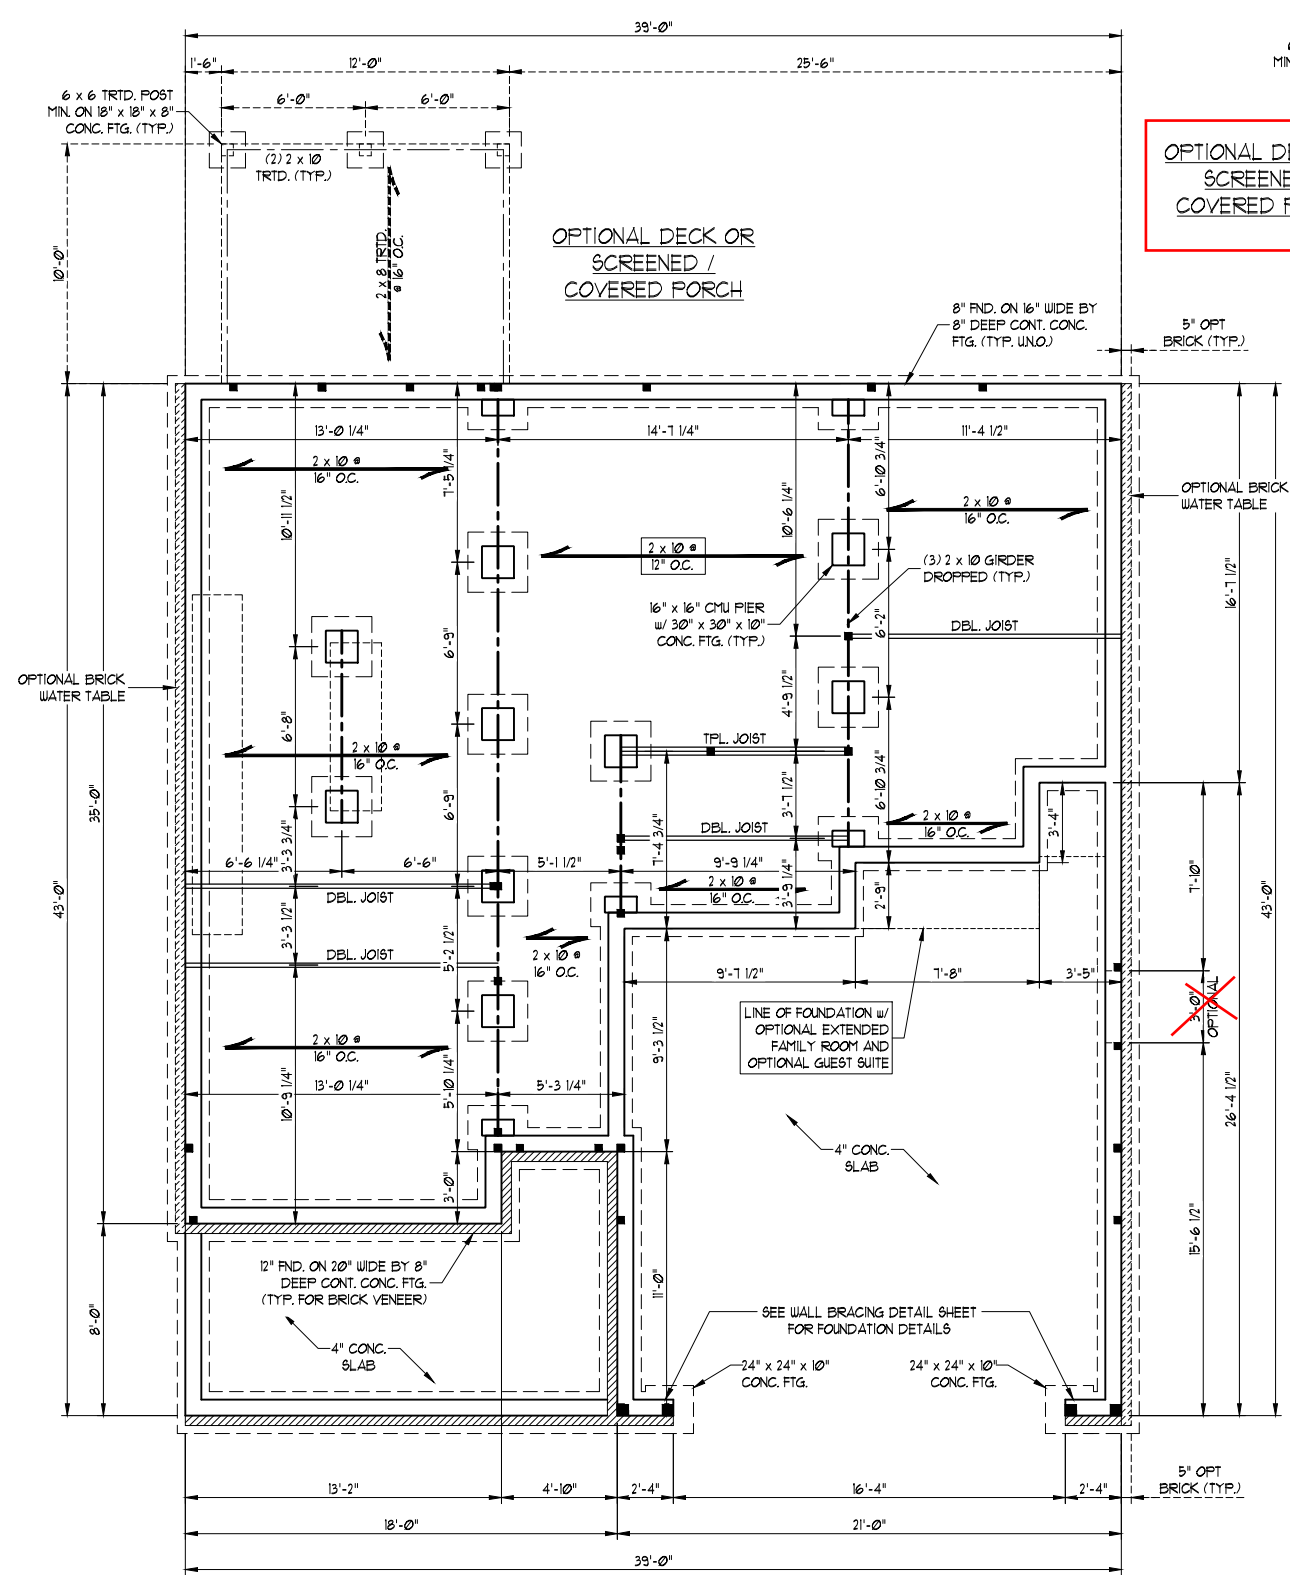 39'-0"
1'-6"
12'-0"
25'-6"
6'-0"
6'-0"
6 x 6 TRTD. POST
MIN. ON 18" x 18" x 8"
CONC. FTG. (TYP.)
(2) 2 x 10
TRTD. (TYP.)
2 x 8 TRTD.
@ 16" O.C.
10'-0"
OPTIONAL DECK OR
SCREENED /
COVERED PORCH
OPTIONAL
SCREENE
COVERED
8" FND. ON 16" WIDE BY
8" DEEP CONT. CONC.
FTG. (TYP. U.N.O.)
5" OPT
BRICK (TYP.)
13'-0 1/4"
14'-7 1/4"
11'-4 1/2"
2 x 10 @
16" O.C.
7'-5 1/4"
10'-11 1/2"
10'-6 1/4"
6'-10 3/4"
2 x 10 @
16" O.C.
OPTIONAL BRICK
WATER TABLE
2 x 10 @
12" O.C.
(3) 2 x 10 GIRDER
DROPPED (TYP.)
16" x 16" CMU PIER
w/ 30" x 30" x 10"
CONC. FTG. (TYP.)
16'-7 1/2"
6'-2"
DBL. JOIST
6'-9"
OPTIONAL BRICK
WATER TABLE
6'-8"
4'-9 1/2"
TPL. JOIST
2 x 10 @
16" O.C.
6'-9"
35'-0"
3'-7 1/2"
6'-10 3/4"
2 x 10 @
16" O.C.
3'-4"
DBL. JOIST
7'-4 3/4"
3'-3 3/4"
6'-6 1/4"
6'-6"
5'-1 1/2"
9'-9 1/4"
2 x 10 @
16" O.C.
3'-9 1/4"
2'-9"
7'-10"
43'-0"
43'-0"
DBL. JOIST
3'-3 1/2"
5'-2 1/2"
2 x 10 @
16" O.C.
DBL. JOIST
9'-7 1/2"
7'-8"
3'-5"
3'-0"
OPTIONAL
LINE OF FOUNDATION w/
OPTIONAL EXTENDED
FAMILY ROOM AND
OPTIONAL GUEST SUITE
9'-3 1/2"
2 x 10 @
16" O.C.
13'-0 1/4"
5'-3 1/4"
10'-9 1/4"
5'-10 1/4"
26'-4 1/2"
4" CONC.
SLAB
3'-0"
15'-6 1/2"
12" FND. ON 20" WIDE BY 8"
DEEP CONT. CONC. FTG.
(TYP. FOR BRICK VENEER)
11'-0"
8'-0"
4" CONC.
SLAB
SEE WALL BRACING DETAIL SHEET
FOR FOUNDATION DETAILS
24" x 24" x 10"
CONC. FTG.
24" x 24" x 10"
CONC. FTG.
13'-2"
4'-10"
2'-4"
16'-4"
2'-4"
5" OPT
BRICK (TYP.)
18'-0"
21'-0"
39'-0"